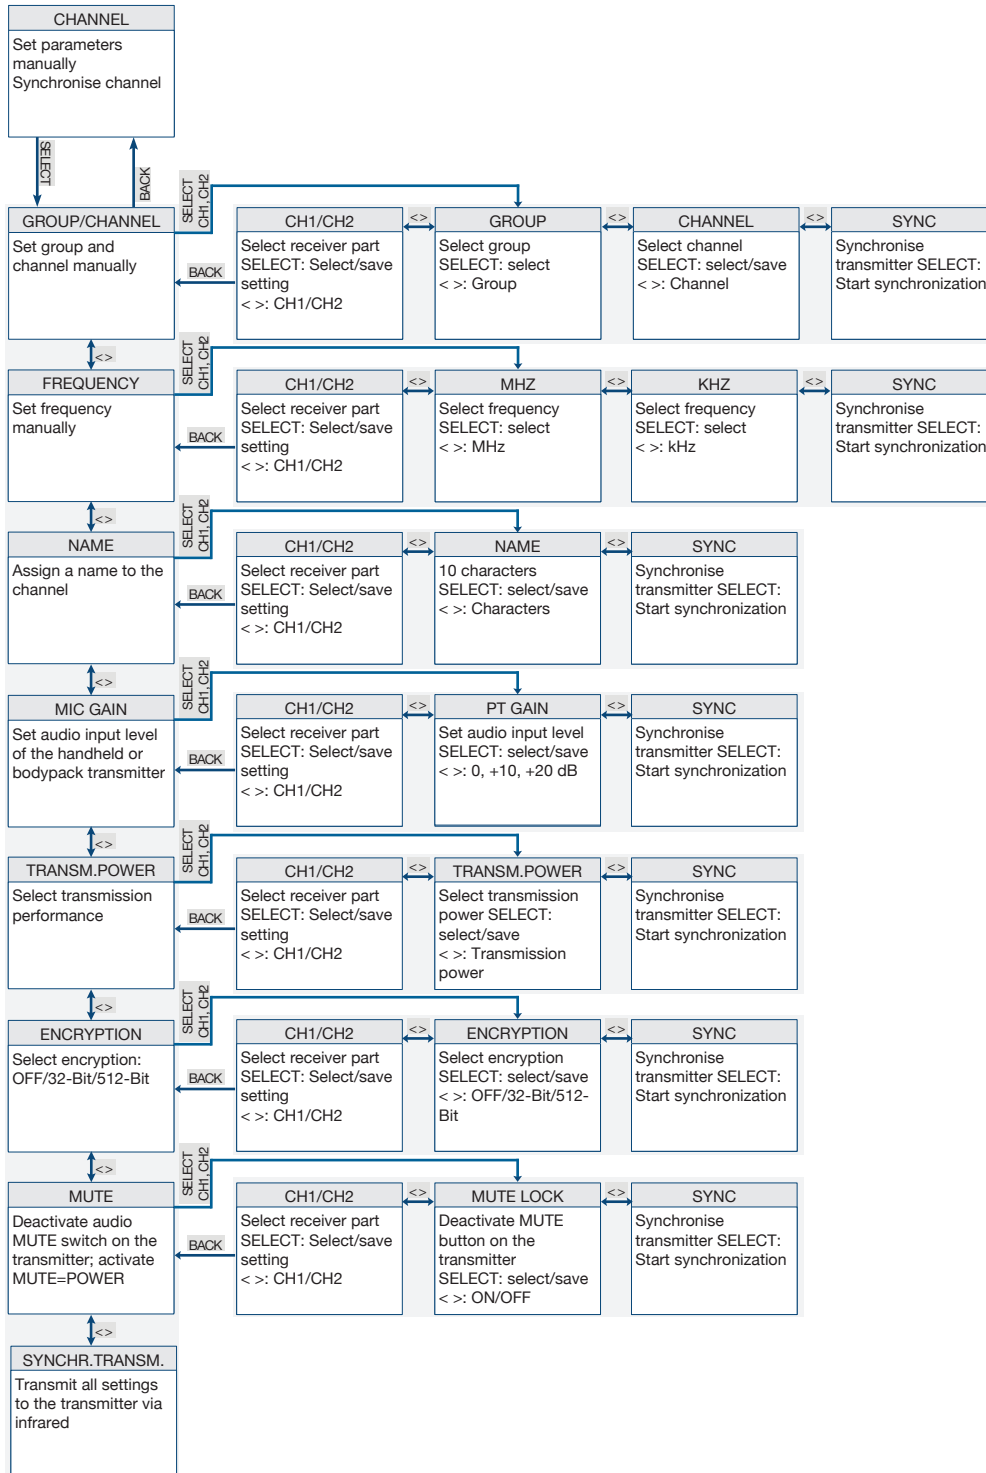 CHANNEL
Set parameters
manually
Synchronise channel
SELECT
BACK
SELECT
CH1, CH2
GROUP/CHANNEL
Set group and
channel manually
BACK
CH1/CH2
Select receiver part
SELECT: Select/save
setting
< >: CH1/CH2
<>
GROUP
Select group
SELECT: select
< >: Group
<>
CHANNEL
Select channel
SELECT: select/save
< >: Channel
<>
SYNC
Synchronise
transmitter SELECT:
Start synchronization
<>
SELECT
CH1, CH2
FREQUENCY
Set frequency
manually
BACK
CH1/CH2
Select receiver part
SELECT: Select/save
setting
< >: CH1/CH2
<>
MHZ
Select frequency
SELECT: select
< >: MHz
<>
KHZ
Select frequency
SELECT: select
< >: kHz
<>
SYNC
Synchronise
transmitter SELECT:
Start synchronization
<>
SELECT
CH1, CH2
NAME
Assign a name to the
channel
BACK
CH1/CH2
Select receiver part
SELECT: Select/save
setting
< >: CH1/CH2
<>
NAME
10 characters
SELECT: select/save
< >: Characters
<>
SYNC
Synchronise
transmitter SELECT:
Start synchronization
<>
SELECT
CH1, CH2
MIC GAIN
Set audio input level
of the handheld or
bodypack transmitter
BACK
CH1/CH2
Select receiver part
SELECT: Select/save
setting
< >: CH1/CH2
<>
PT GAIN
Set audio input level
SELECT: select/save
< >: 0, +10, +20 dB
<>
SYNC
Synchronise
transmitter SELECT:
Start synchronization
<>
SELECT
CH1, CH2
TRANSM.POWER
Select transmission
performance
BACK
CH1/CH2
Select receiver part
SELECT: Select/save
setting
< >: CH1/CH2
<>
TRANSM.POWER
Select transmission
power SELECT:
select/save
< >: Transmission
power
<>
SYNC
Synchronise
transmitter SELECT:
Start synchronization
<>
SELECT
CH1, CH2
ENCRYPTION
Select encryption:
OFF/32-Bit/512-Bit
BACK
CH1/CH2
Select receiver part
SELECT: Select/save
setting
< >: CH1/CH2
<>
ENCRYPTION
Select encryption
SELECT: select/save
< >: OFF/32-Bit/512-
Bit
<>
SYNC
Synchronise
transmitter SELECT:
Start synchronization
<>
SELECT
CH1, CH2
MUTE
Deactivate audio
MUTE switch on the
transmitter; activate
MUTE=POWER
BACK
CH1/CH2
Select receiver part
SELECT: Select/save
setting
< >: CH1/CH2
<>
MUTE LOCK
Deactivate MUTE
button on the
transmitter
SELECT: select/save
< >: ON/OFF
<>
SYNC
Synchronise
transmitter SELECT:
Start synchronization
<>
SYNCHR.TRANSM.
Transmit all settings
to the transmitter via
infrared